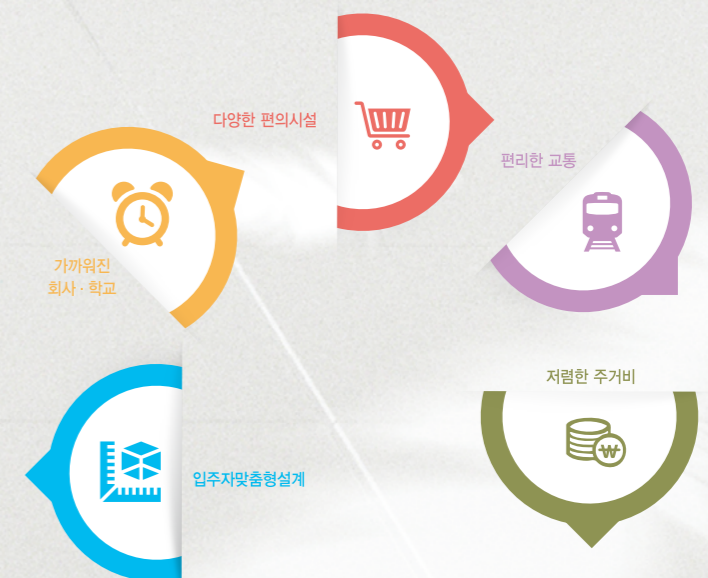 다양한 편의시설
편리한 교통
가까워진
회사 · 학교
저렴한 주거비
₩
입주자맞춤형설계